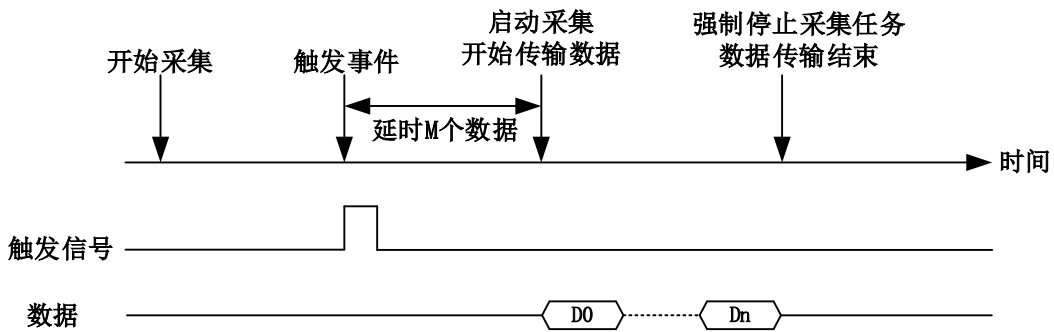 开始采集
触发事件
启动采集
开始传输数据
强制停止采集任务
数据传输结束
延时M个数据
时间
触发信号
数据
D0
Dn